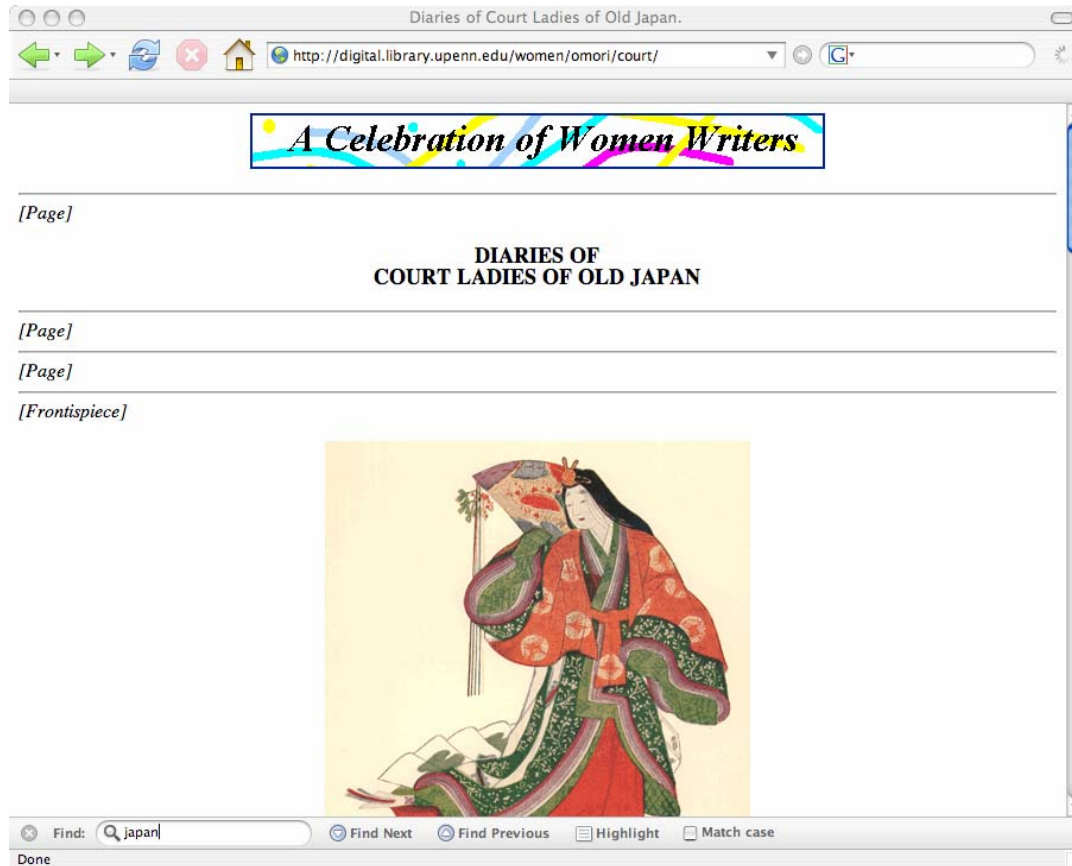 Diaries of Court Ladies of Old Japan.
http://digital.library.upenn.edu/women/omori/court/
G
A Celebration of Women Writers
[Page]
DIARIES OF
COURT LADIES OF OLD JAPAN
[Page]
[Page]
[Frontispiece]
Find: japan Find Next Find Previous Highlight Match case
Done